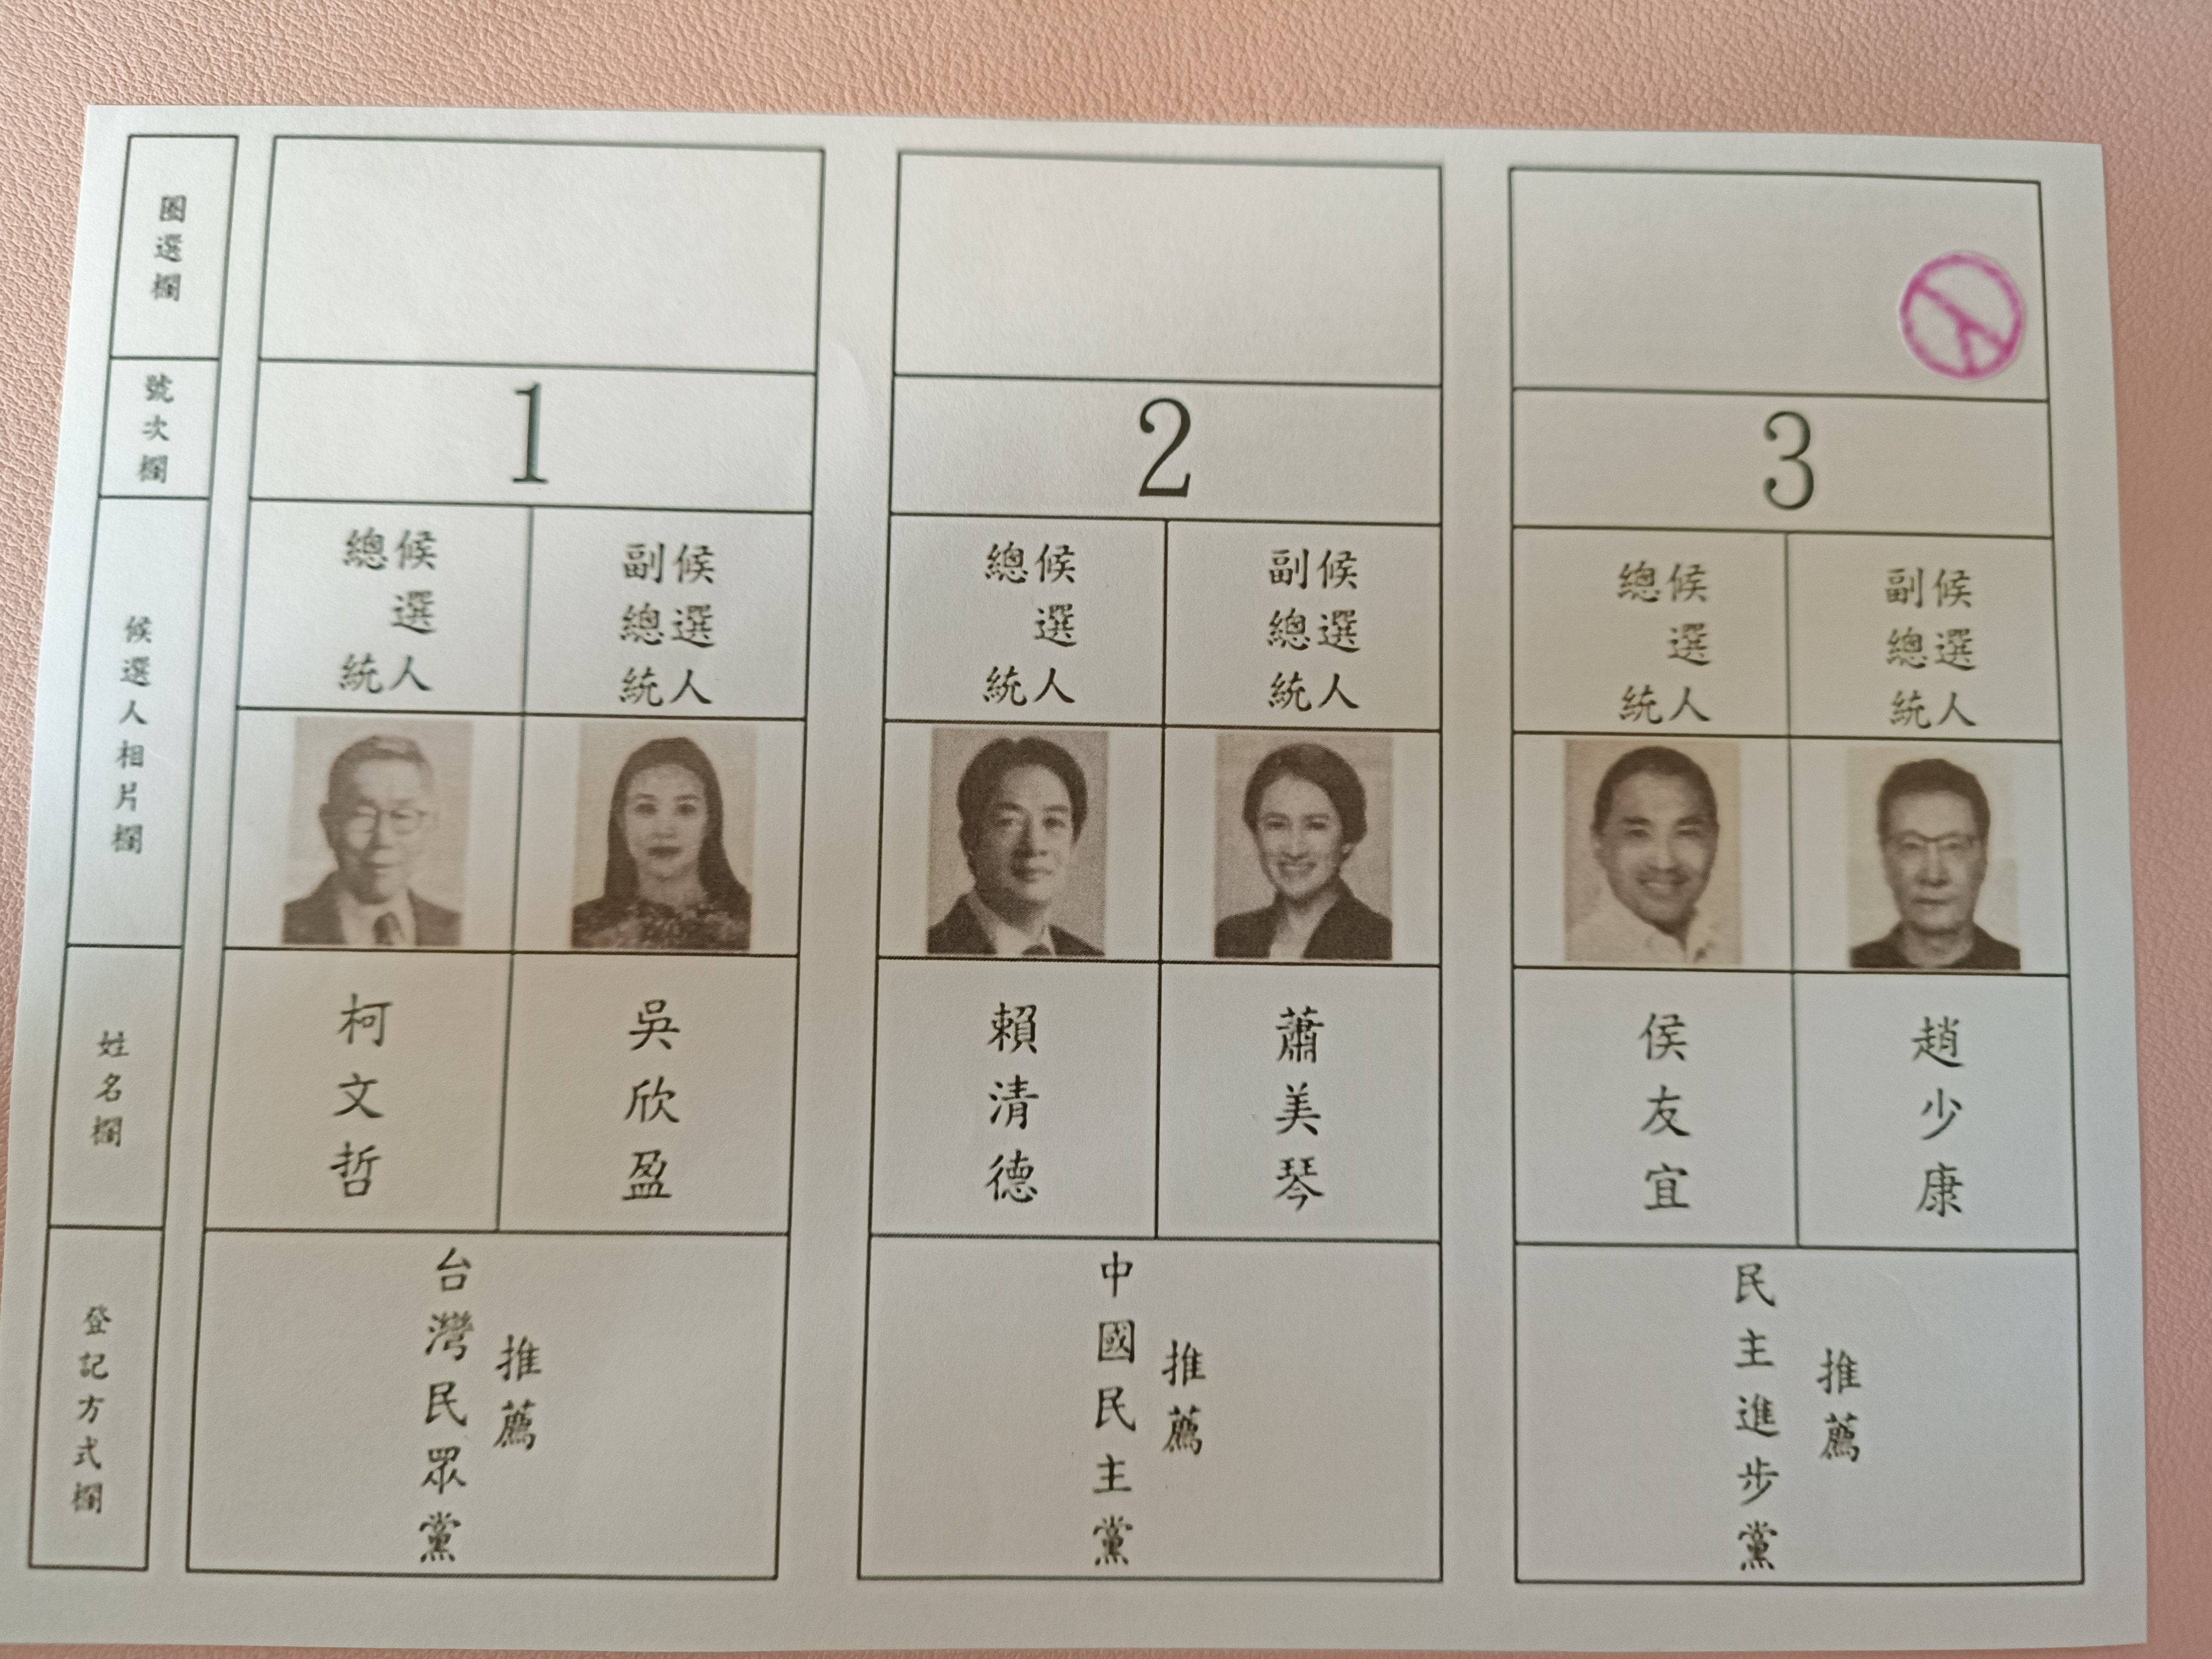 圈選欄
號次欄
候選人相片欄
姓名欄
登記方式欄
1
總統
候選人
副總統
候選人
柯文哲
吳欣盈
台灣民眾黨
推薦
2
總統
候選人
副總統
候選人
賴清德
蕭美琴
中國民主黨
推薦
3
總統
候選人
副總統
候選人
侯友宜
趙少康
民主進步黨
推薦